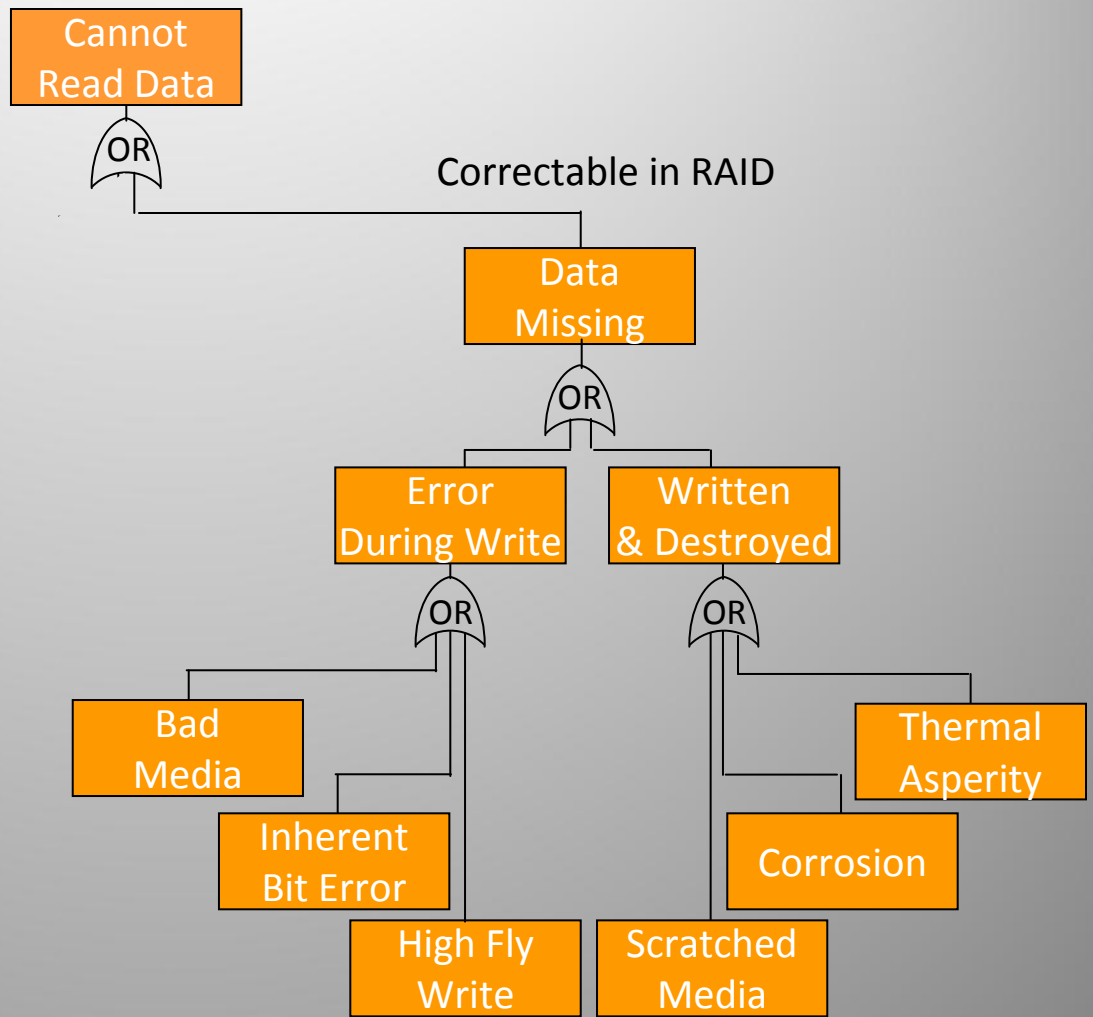 Cannot
Read Data
OR
Correctable in RAID
Data
Missing
OR
Error
During Write
Written
& Destroyed
OR
OR
Bad
Media
Thermal
Asperity
Inherent
Bit Error
Corrosion
High Fly
Write
Scratched
Media